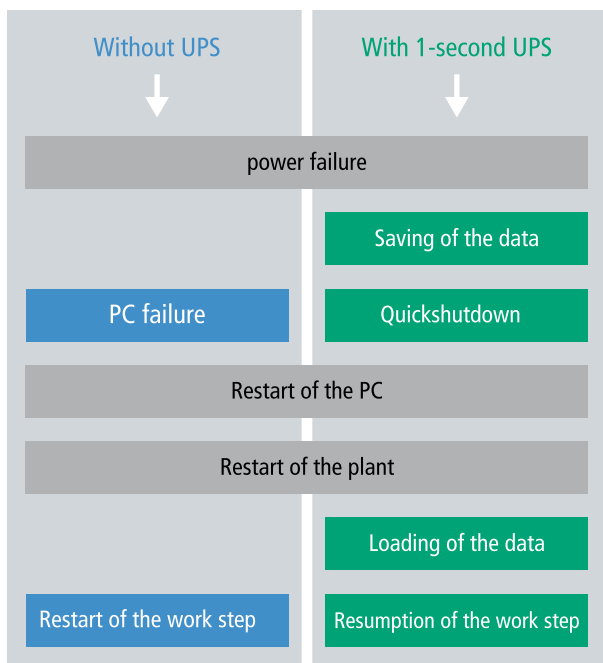 Without UPS
With 1-second UPS
power failure
Saving of the data
PC failure
Quickshutdown
Restart of the PC
Restart of the plant
Loading of the data
Restart of the work step
Resumption of the work step